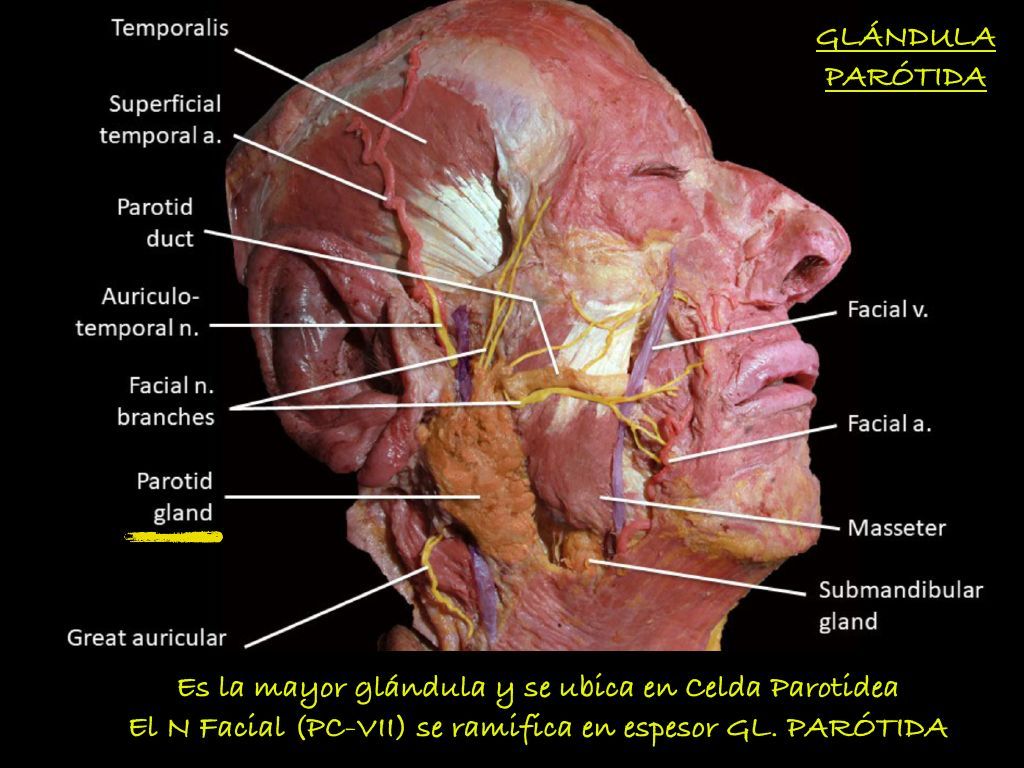 GLÁNDULA
PARÓTIDA
Temporalis
Superficial
temporal a.
Parotid
duct
Auriculo-
temporal n.
Facial n.
branches
Parotid
gland
Great auricular
Facial v.
Facial a.
Masseter
Submandibular
gland
Es la mayor glándula y se ubica en Celda Parotidea
El N Facial (PC-VII) se ramifica en espesor GL. PARÓTIDA